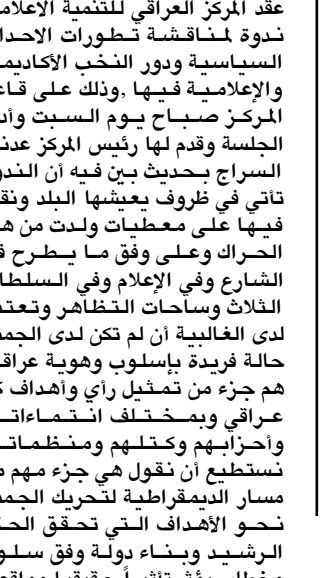 عقد المركز العراقي للتنمية الاعلام
ندوة لمناقشة تطورات الاحدا
السياسية ودور النخب الأكاديم
والإعلامية فيها ,وذلك على قا
المركز صباح يوم السبت وأد
الجلسة وقدم لها رئيس المركز عدن
السراج بحديث بين فيه أن الندو
تأتي في ظروف يعيشها البلد ونق
فيها على معطيات ولدت من ه
الحراك وعلى وفق ما يطرح ق
الشارع وفي الإعلام وفي السلطا
الثلاث وساحات التظاهر وتعتم
لدى الغالبية أن لم تكن لدى الجم
حالة فريدة بإسلوب وهوية عراق
هم جزء من تمثيل رأي وأهداف ك
عراقي وبمختلف انتماءات
وأحزابهم وكتلهم ومنظمات
نستطيع أن نقول هي جزء مهم م
مسار الديمقراطية لتحريك الجم
نحو الأهداف التي تحقق الحك
الرشيد وبناء دولة وفق سلو